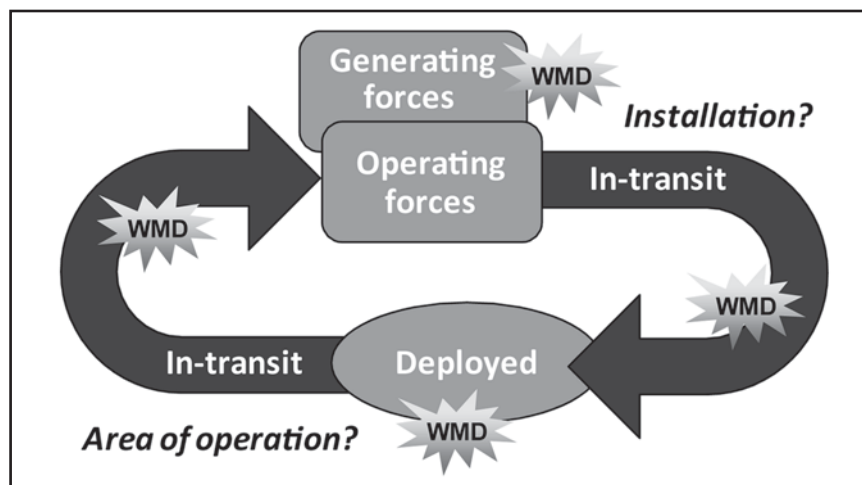 Generating
forces
WMD
Installation?
Operating
forces
In-transit
WMD
WMD
In-transit
Deployed
WMD
Area of operation?